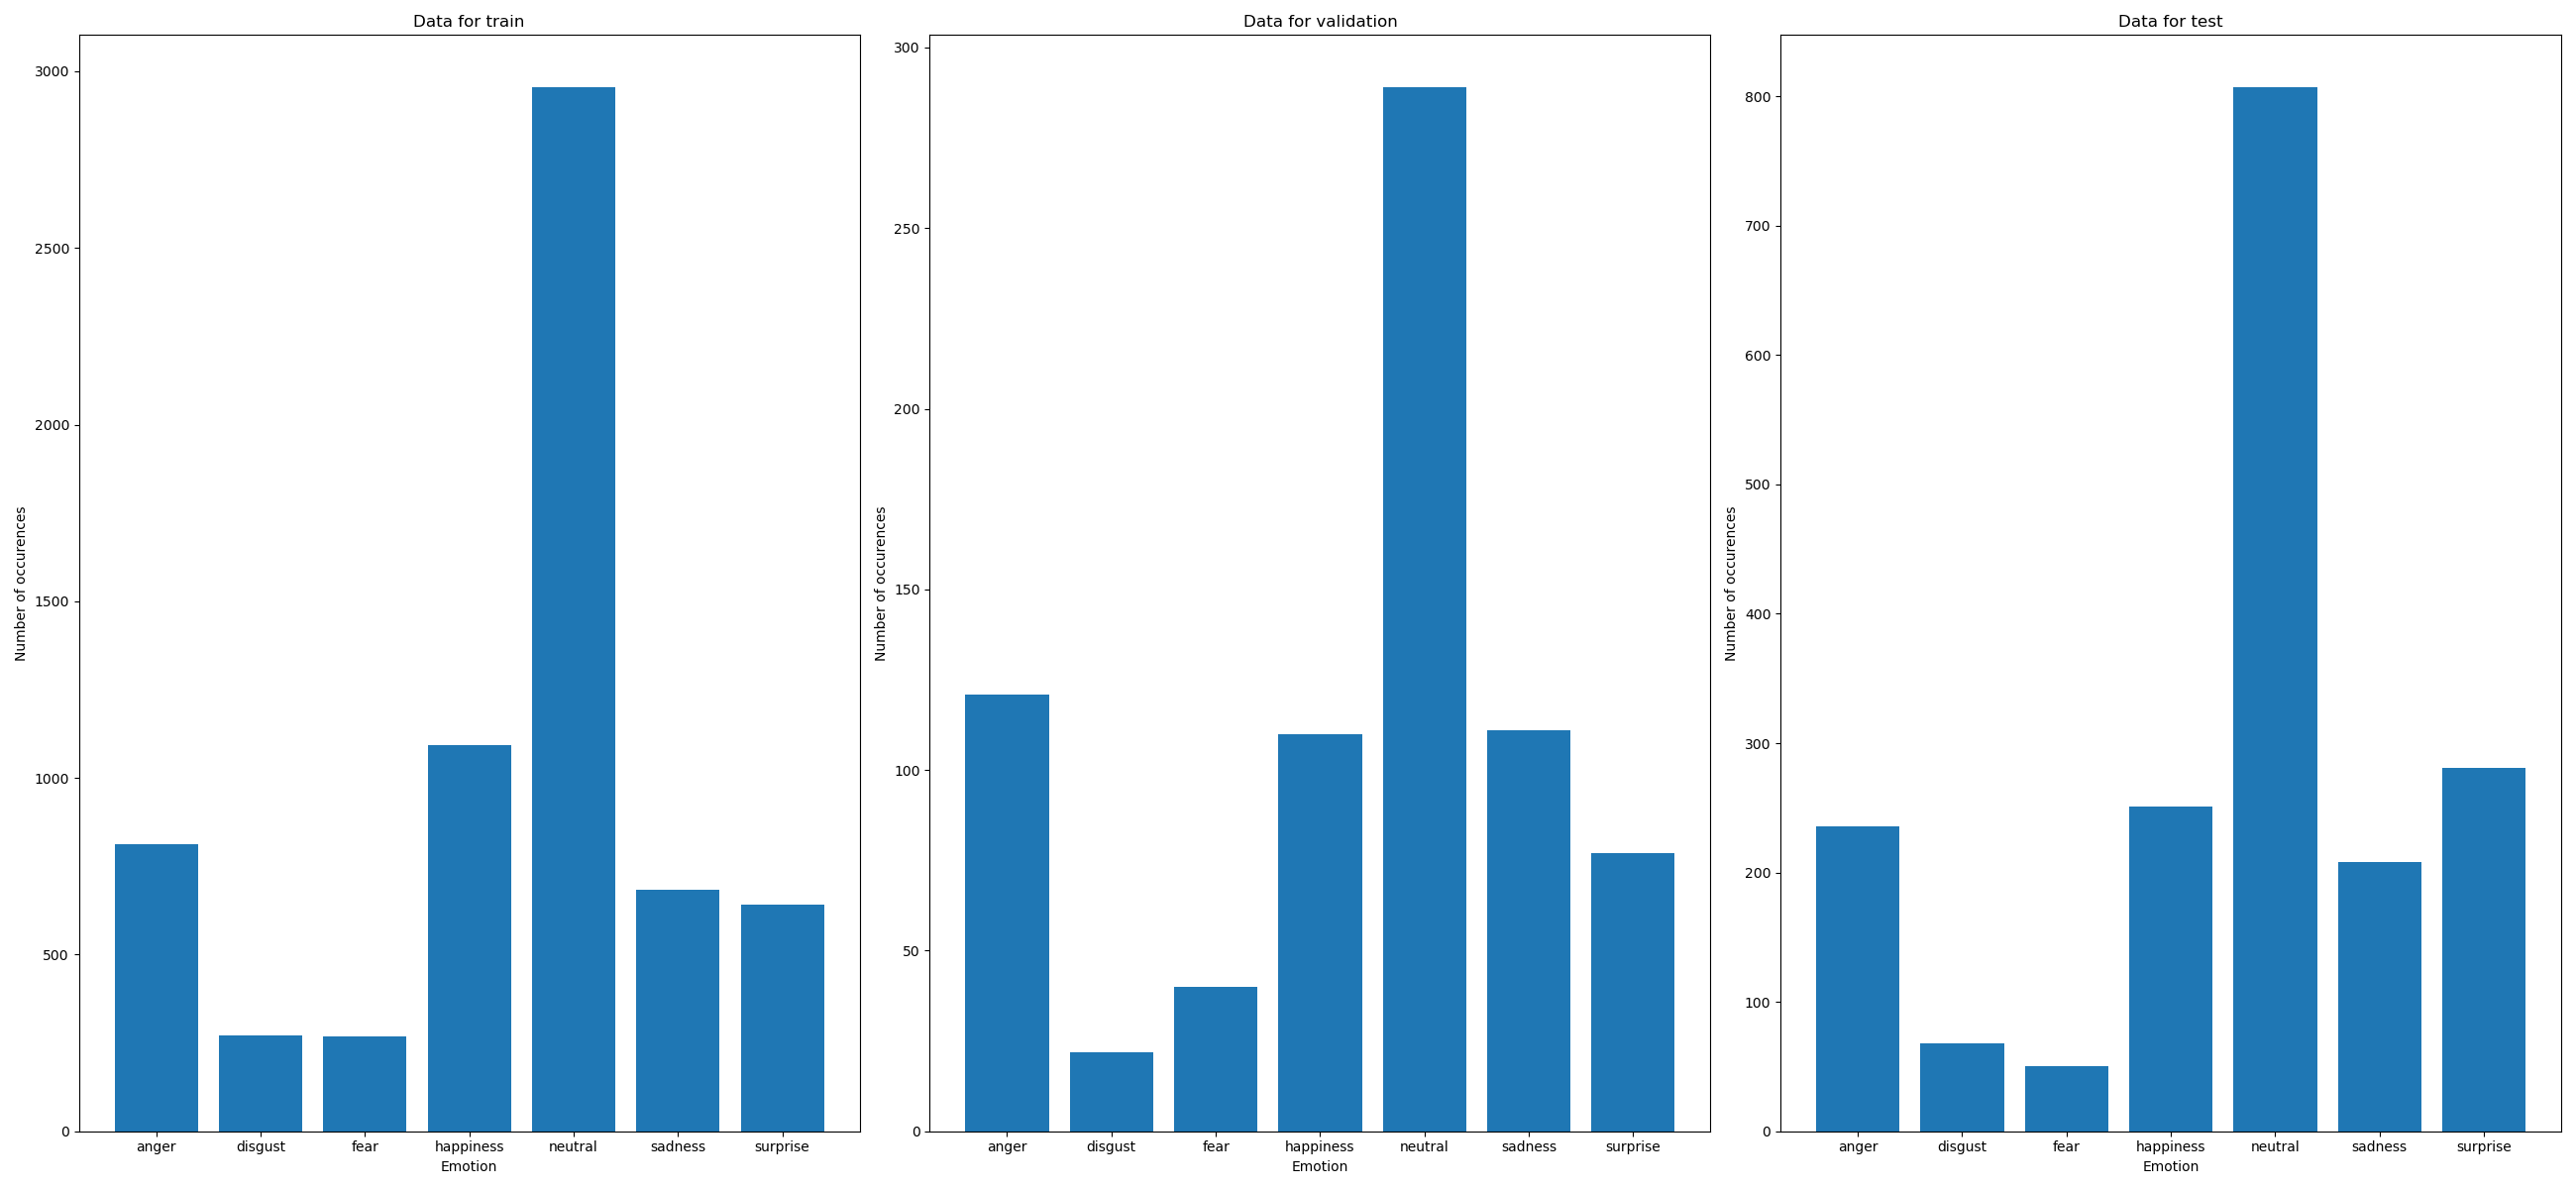 Data for train
3000
2500
2000
1500
1000
500
0
Number of occurences
anger disgust fear happiness neutral sadness surprise
Emotion
Data for validation
300
250
200
150
100
50
0
Number of occurences
anger disgust fear happiness neutral sadness surprise
Emotion
Data for test
800
700
600
500
400
300
200
100
0
Number of occurences
anger disgust fear happiness neutral sadness surprise
Emotion